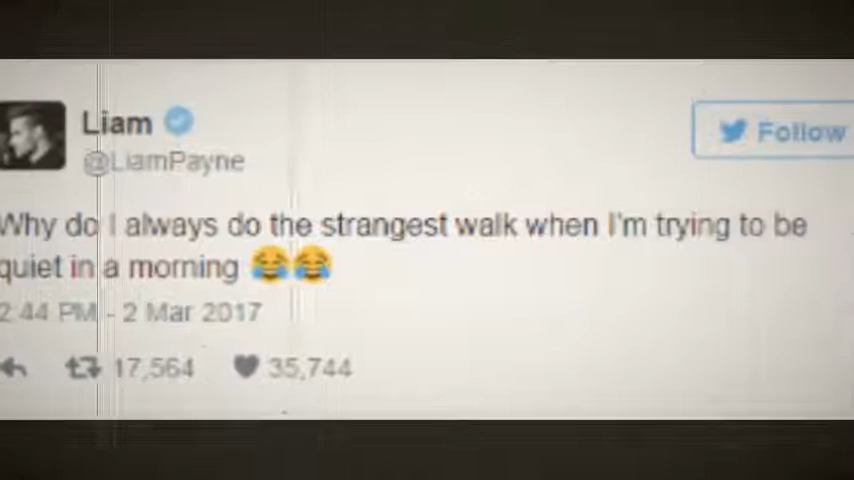 Liam
@LiamPayne
Follow
Why do I always do the strangest walk when I'm trying to be
quiet in a morning 😂😂
2:44 PM - 2 Mar 2017
17,564 35,744